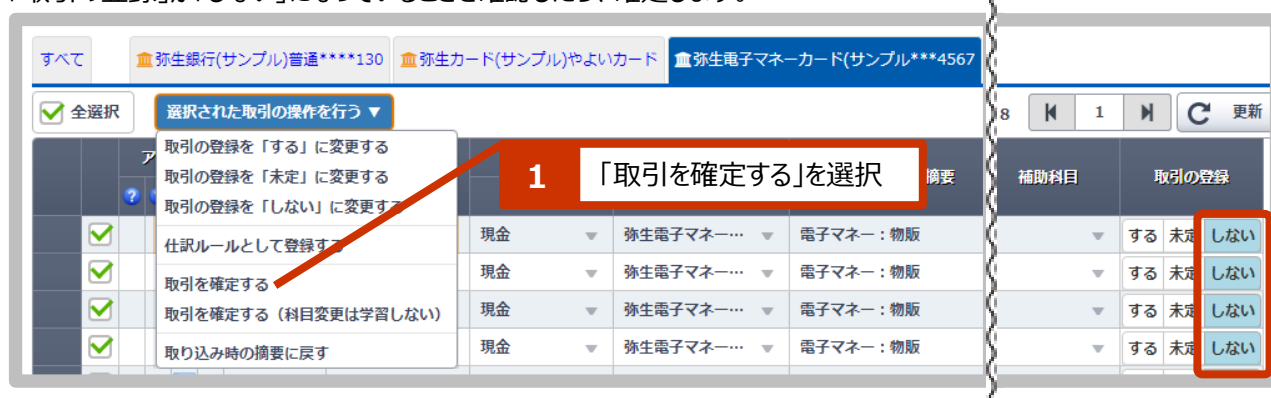 すべて 弥生銀行(サンプル)普通****130 弥生カード(サンプル)やよいカード 弥生電子マネーカード(サンプル***4567
全選択 選択された取引の操作を行う ▼ 8 1 更新
取引の登録を「する」に変更する
取引の登録を「未定」に変更する
取引の登録を「しない」に変更する
仕訳ルールとして登録する
取引を確定する
取引を確定する（科目変更は学習しない）
取り込み時の摘要に戻す
1 「取引を確定する」を選択
ア 摘要 補助科目 取引の登録
現金 弥生電子マネー… 電子マネー：物販 する 未定 しない
現金 弥生電子マネー… 電子マネー：物販 する 未定 しない
現金 弥生電子マネー… 電子マネー：物販 する 未定 しない
現金 弥生電子マネー… 電子マネー：物販 する 未定 しない